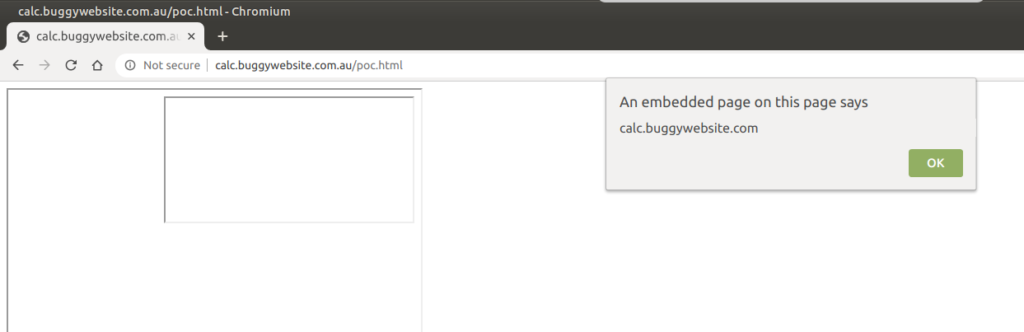 calc.buggywebsite.com.au/poc.html - Chromium
calc.buggywebsite.com.au
Not secure | calc.buggywebsite.com.au/poc.html
An embedded page on this page says
calc.buggywebsite.com
OK